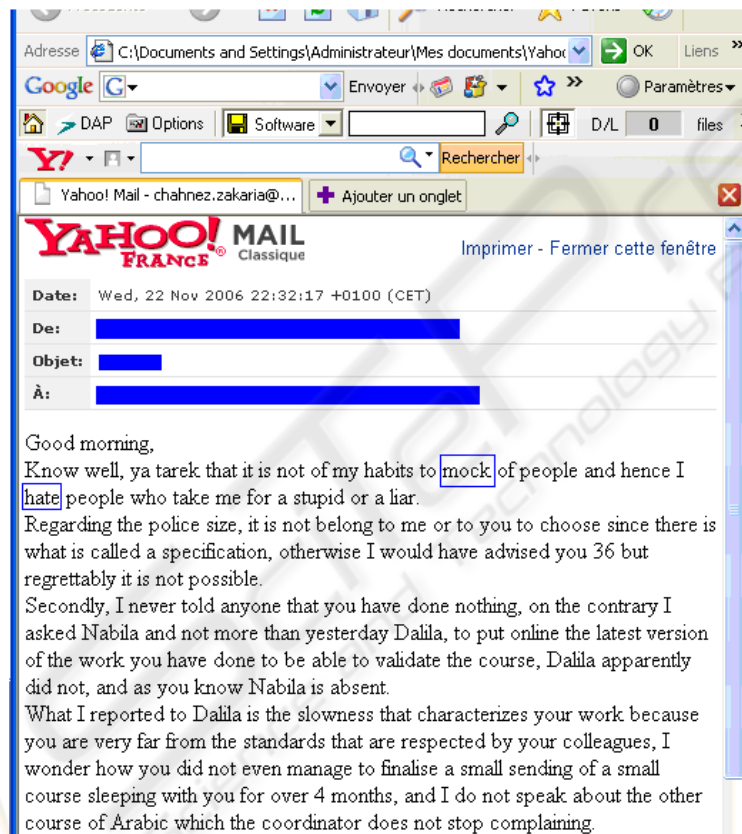 Adresse C:\Documents and Settings\Administrateur\Mes documents\Yahoo OK Liens »
Google G Envoyer » Paramètres
DAP Options Software D/L 0 files
Y! Rechercher
Yahoo! Mail - chahnez.zakaria@... Ajouter un onglet
YAHOO! MAIL
FRANCE ® Classique
Imprimer - Fermer cette fenêtre
Date: Wed, 22 Nov 2006 22:32:17 +0100 (CET)
De:
Objet:
À:
Good morning,
Know well, ya tarek that it is not of my habits to mock of people and hence I
hate people who take me for a stupid or a liar.
Regarding the police size, it is not belong to me or to you to choose since there is
what is called a specification, otherwise I would have advised you 36 but
regrettably it is not possible.
Secondly, I never told anyone that you have done nothing, on the contrary I
asked Nabila and not more than yesterday Dalila, to put online the latest version
of the work you have done to be able to validate the course, Dalila apparently
did not, and as you know Nabila is absent.
What I reported to Dalila is the slowness that characterizes your work because
you are very far from the standards that are respected by your colleagues, I
wonder how you did not even manage to finalise a small sending of a small
course sleeping with you for over 4 months, and I do not speak about the other
course of Arabic which the coordinator does not stop complaining.